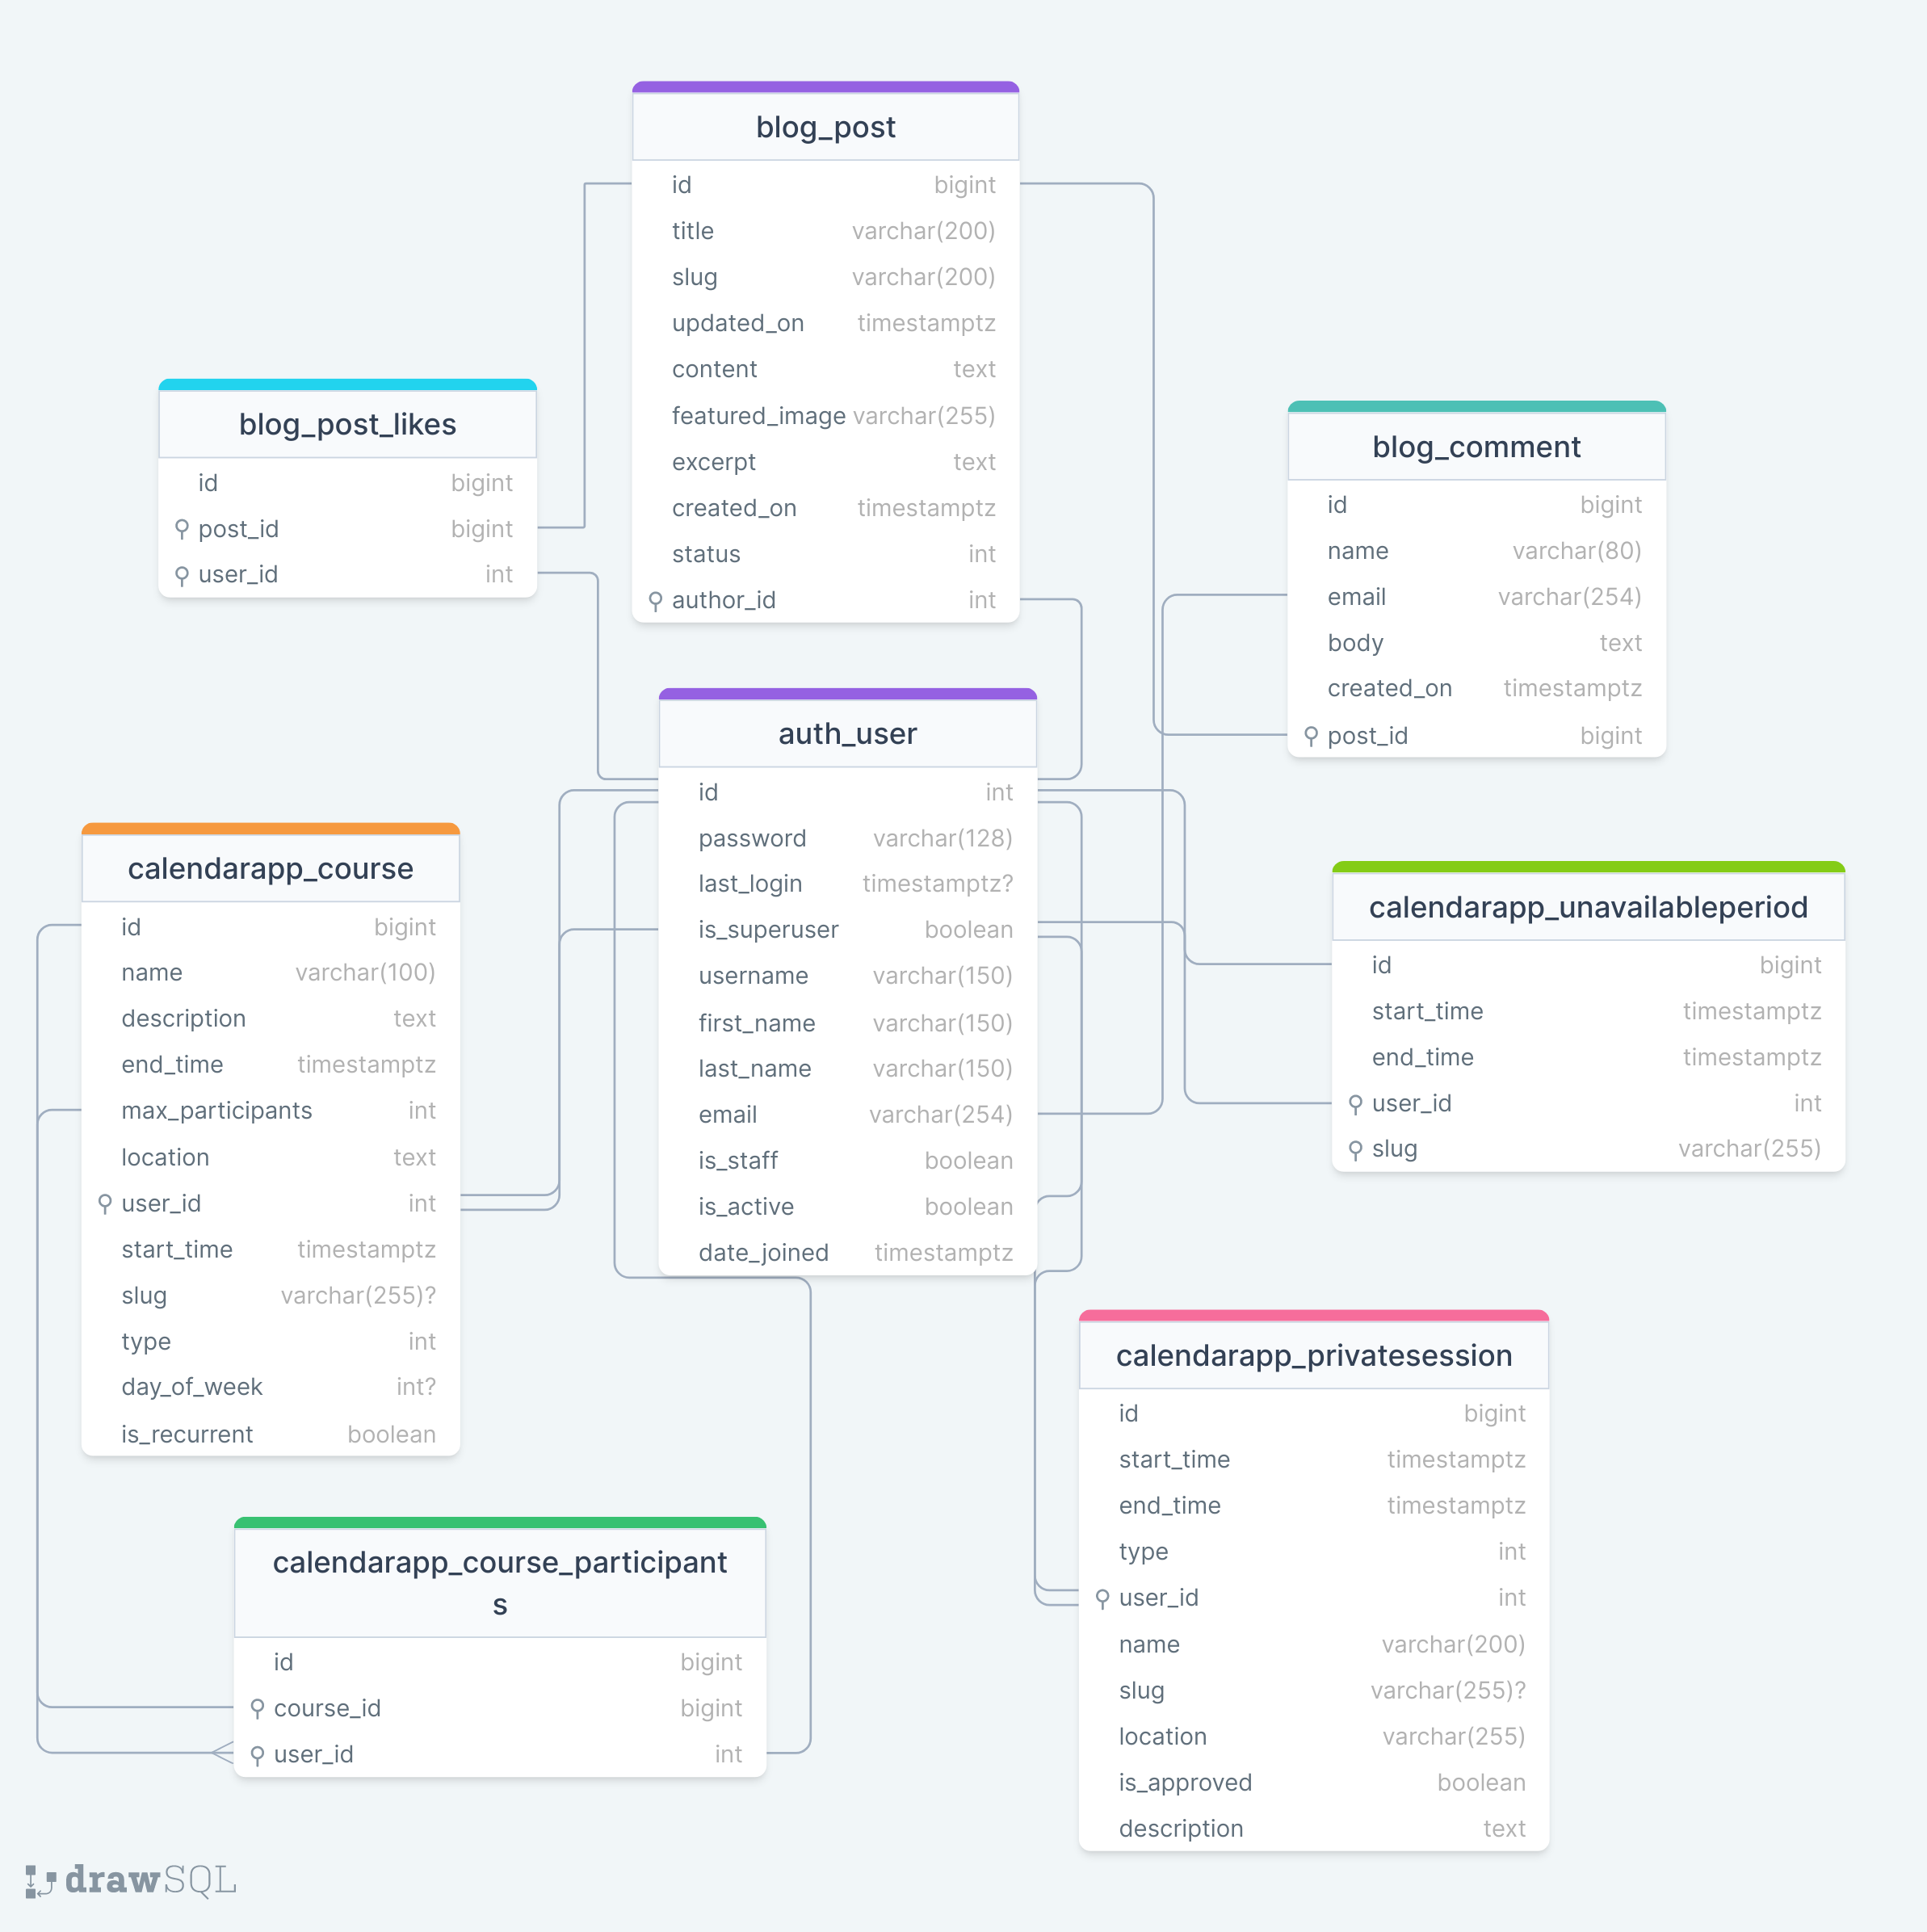 blog_post
id bigint
title varchar(200)
slug varchar(200)
updated_on timestamptz
content text
featured_image varchar(255)
excerpt text
created_on timestamptz
status int
author_id int
blog_post_likes
id bigint
post_id bigint
user_id int
blog_comment
id bigint
name varchar(80)
email varchar(254)
body text
created_on timestamptz
post_id bigint
auth_user
id int
password varchar(128)
last_login timestamptz?
is_superuser boolean
username varchar(150)
first_name varchar(150)
last_name varchar(150)
email varchar(254)
is_staff boolean
is_active boolean
date_joined timestamptz
calendarapp_course
id bigint
name varchar(100)
description text
end_time timestamptz
max_participants int
location text
user_id int
start_time timestamptz
slug varchar(255)?
type int
day_of_week int?
is_recurrent boolean
calendarapp_unavailableperiod
id bigint
start_time timestamptz
end_time timestamptz
user_id int
slug varchar(255)
calendarapp_privatesession
id bigint
start_time timestamptz
end_time timestamptz
type int
user_id int
name varchar(200)
slug varchar(255)?
location varchar(255)
is_approved boolean
description text
calendarapp_course_participant
s
id bigint
course_id bigint
user_id int
drawSQL